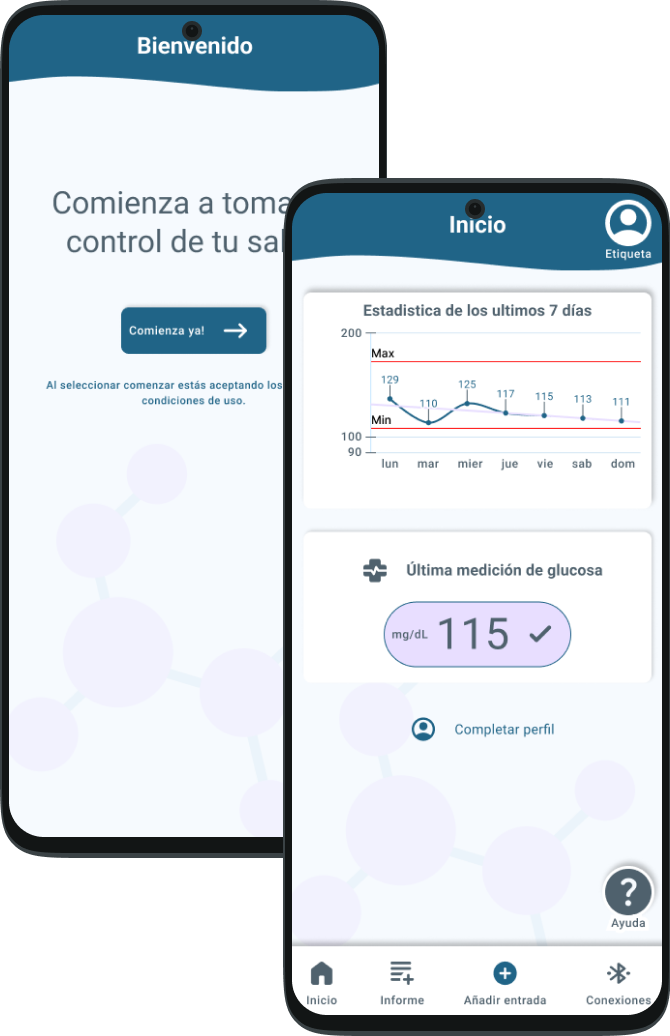 Bienvenido
Comienza a toma
control de tu sal
Comienza ya!
Al seleccionar comenzar estás aceptando los
condiciones de uso.
Inicio
Etiqueta
Estadistica de los ultimos 7 días
200
Max
129
110
125
117
115
113
111
Min
100
90
lun mar mier jue vie sab dom
Última medición de glucosa
mg/dL 115
Completar perfil
?
Ayuda
Inicio Informe Añadir entrada Conexiones